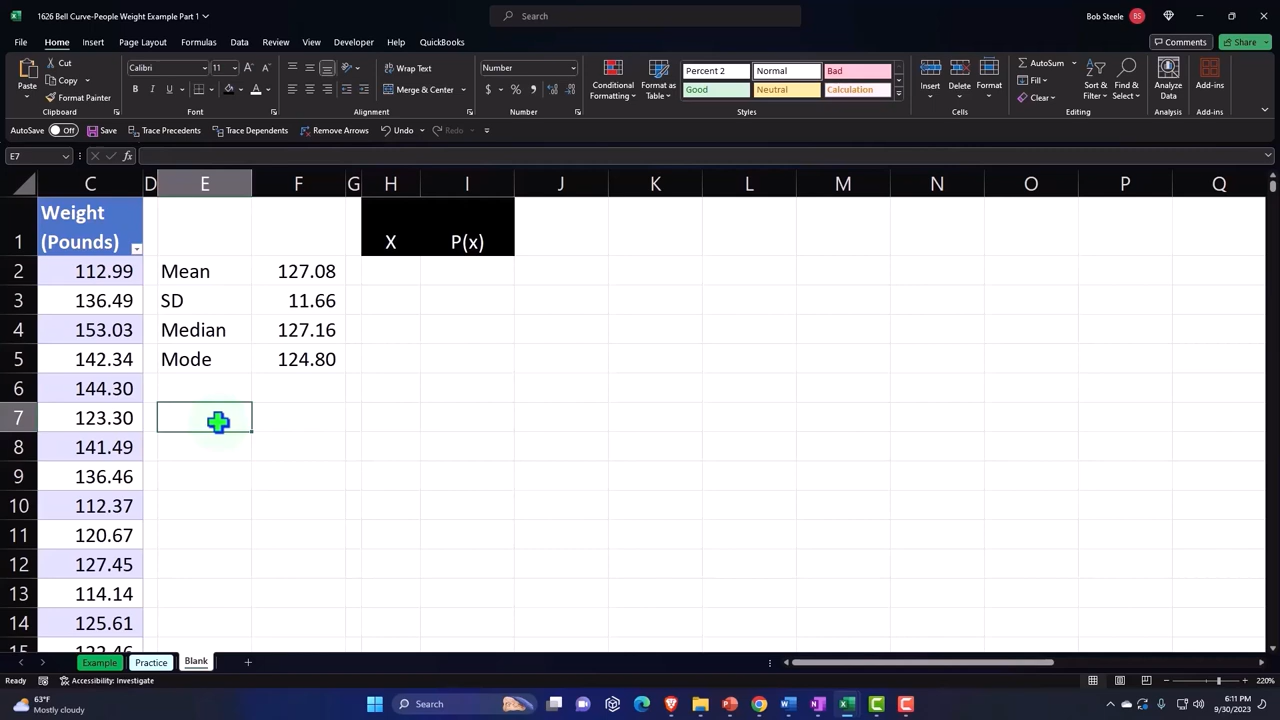 1626 Bell Curve-People Weight Example Part 1
Search
Bob Steele BS
File Home Insert Page Layout Formulas Data Review View Developer Help QuickBooks
Comments Share
Paste Cut Copy Format Painter
Calibri 11
Wrap Text
Merge & Center
Number
Conditional Formatting Format as Table
Percent 2 Normal Bad
Good Neutral Calculation
Insert Delete Format
AutoSum Fill Clear
Sort & Filter Find & Select
Analyze Data
Add-ins
Clipboard Font Alignment Number Styles Cells Editing Analysis Add-ins
AutoSave Off Save Trace Precedents Trace Dependents Remove Arrows Undo Redo
E7 fx
C D E F G H I J K L M N O P Q
Weight
1 (Pounds) X P(x)
2 112.99 Mean 127.08
3 136.49 SD 11.66
4 153.03 Median 127.16
5 142.34 Mode 124.80
6 144.30
7 123.30
8 141.49
9 136.46
10 112.37
11 120.67
12 127.45
13 114.14
14 125.61
15 122.46
Example Practice Blank
Ready Accessibility: Investigate 220%
63°F
Mostly cloudy
Search
6:11 PM
9/30/2023